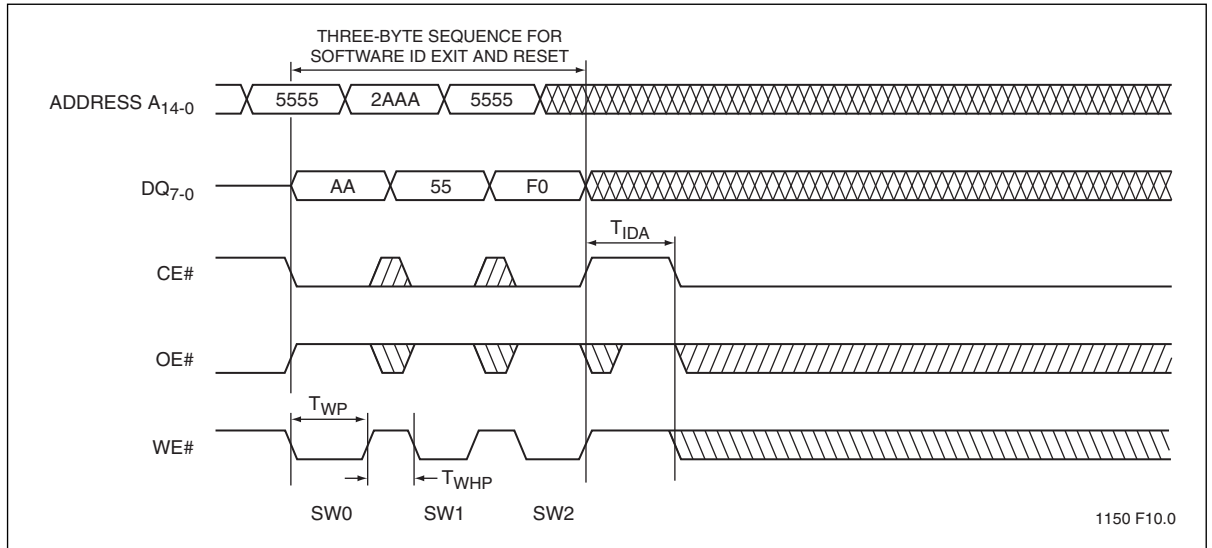 THREE-BYTE SEQUENCE FOR
SOFTWARE ID EXIT AND RESET
ADDRESS A14-0
5555 2AAA 5555
DQ7-0
AA 55 F0
TIDA
CE#
OE#
TWP
WE#
TWHP
SW0 SW1 SW2
1150 F10.0